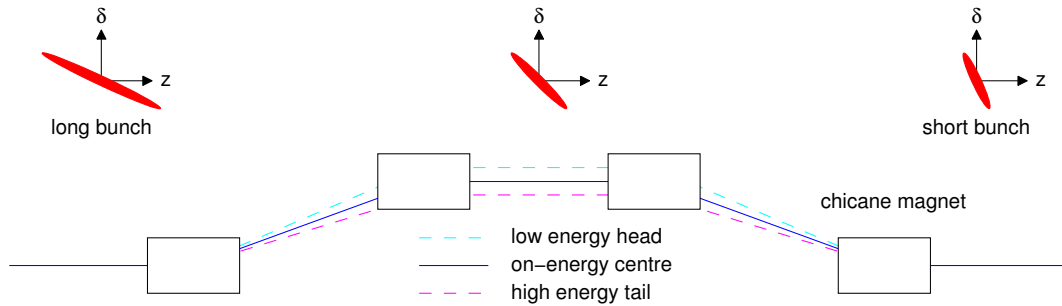 δ
δ
δ
z
z
z
long bunch
short bunch
chicane magnet
low energy head
on−energy centre
high energy tail